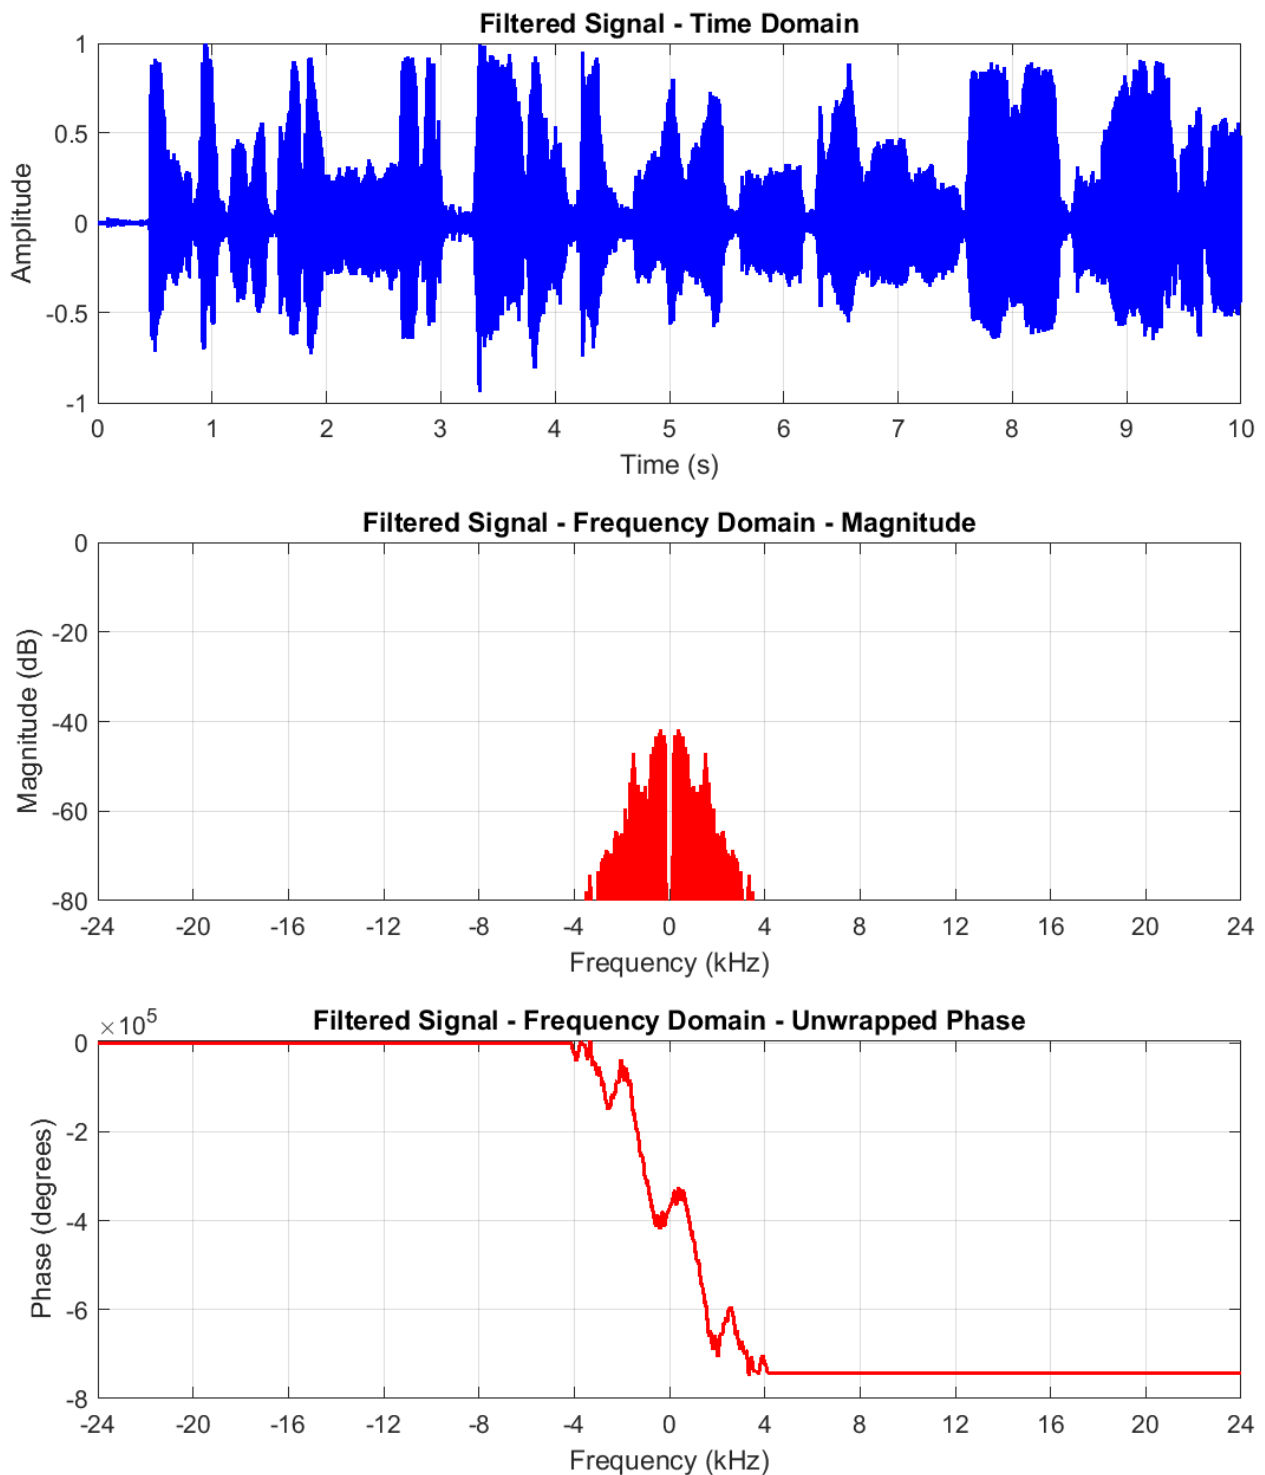 Filtered Signal - Time Domain
1
0.5
0
-0.5
-1
Amplitude
0 1 2 3 4 5 6 7 8 9 10
Time (s)
Filtered Signal - Frequency Domain - Magnitude
0
-20
-40
-60
-80
Magnitude (dB)
-24 -20 -16 -12 -8 -4 0 4 8 12 16 20 24
Frequency (kHz)
Filtered Signal - Frequency Domain - Unwrapped Phase
×10⁵
0
-2
-4
-6
-8
Phase (degrees)
-24 -20 -16 -12 -8 -4 0 4 8 12 16 20 24
Frequency (kHz)